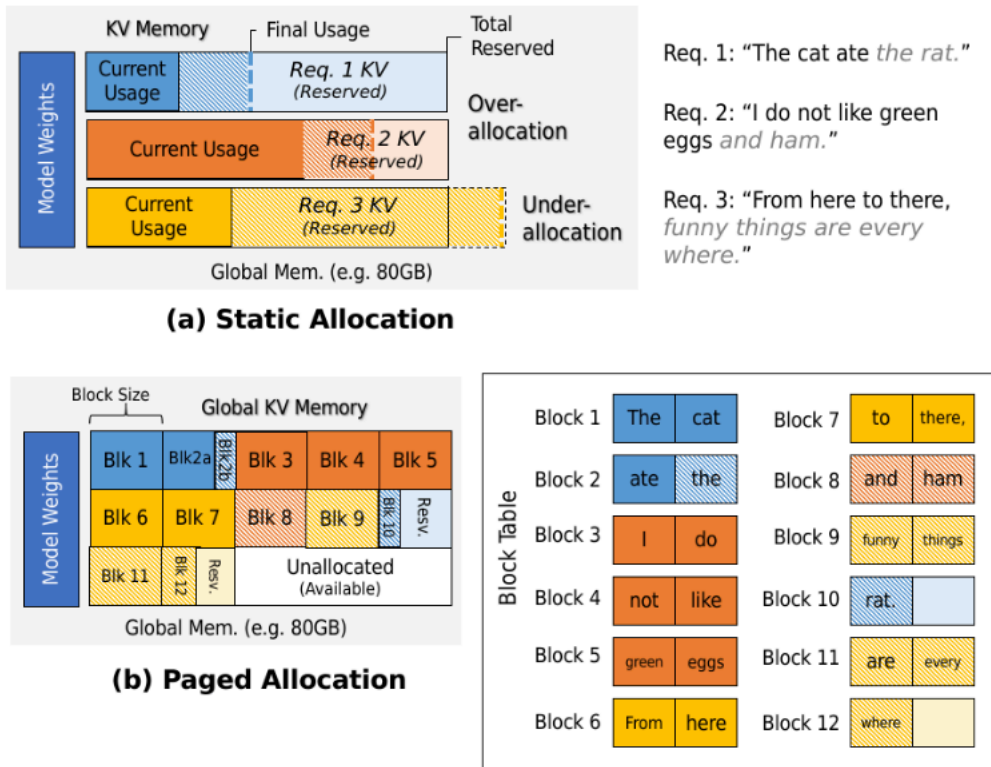 KV Memory
Final Usage
Total
Reserved
Model Weights
Current
Usage
Req. 1 KV
(Reserved)
Over-
allocation
Current Usage
Req. 2 KV
(Reserved)
Current
Usage
Req. 3 KV
(Reserved)
Under-
allocation
Global Mem. (e.g. 80GB)
Req. 1: “The cat ate the rat.”
Req. 2: “I do not like green
eggs and ham.”
Req. 3: “From here to there,
funny things are every
where.”
(a) Static Allocation
Block Size
Global KV Memory
Model Weights
Blk 1
Blk2a
Blk2b
Blk 3
Blk 4
Blk 5
Blk 6
Blk 7
Blk 8
Blk 9
Blk 10
Resv.
Blk 11
Blk 12
Resv.
Unallocated
(Available)
Global Mem. (e.g. 80GB)
(b) Paged Allocation
Block Table
Block 1 The cat
Block 2 ate the
Block 3 I do
Block 4 not like
Block 5 green eggs
Block 6 From here
Block 7 to there,
Block 8 and ham
Block 9 funny things
Block 10 rat.
Block 11 are every
Block 12 where